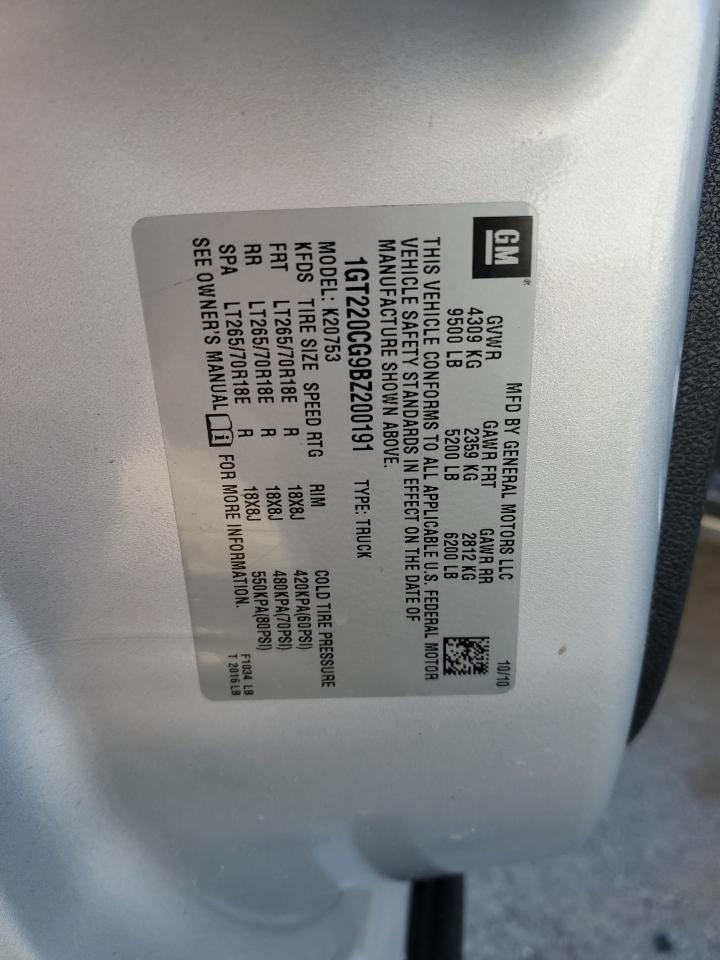 GM
MFD BY GENERAL MOTORS LLC 10/10
GVWR GAWR FRT GAWR RR
4309 KG 2359 KG 2812 KG
9500 LB 5200 LB 6200 LB
THIS VEHICLE CONFORMS TO ALL APPLICABLE U.S. FEDERAL MOTOR
VEHICLE SAFETY STANDARDS IN EFFECT ON THE DATE OF
MANUFACTURE SHOWN ABOVE.
1GT220CG9BZ200191 TYPE: TRUCK
MODEL: K20753
KFDS TIRE SIZE SPEED RTG RIM COLD TIRE PRESSURE
FRT LT265/70R18E R 18X8J 420KPA(60PSI)
RR LT265/70R18E R 18X8J 480KPA(70PSI)
SPA LT265/70R18E R 18X8J 550KPA(80PSI)
SEE OWNER'S MANUAL FOR MORE INFORMATION.
F1034 LB
T 2016 LB